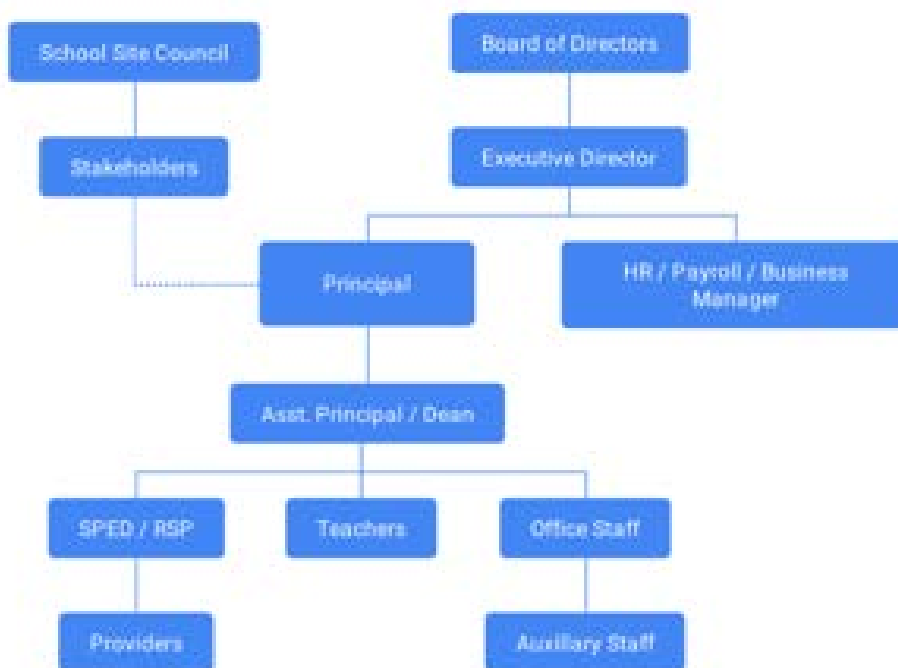 School Site Council
Board of Directors
Stakeholders
Executive Director
Principal
HR / Payroll / Business
Manager
Asst. Principal / Dean
SPED / RSP
Teachers
Office Staff
Providers
Auxillary Staff